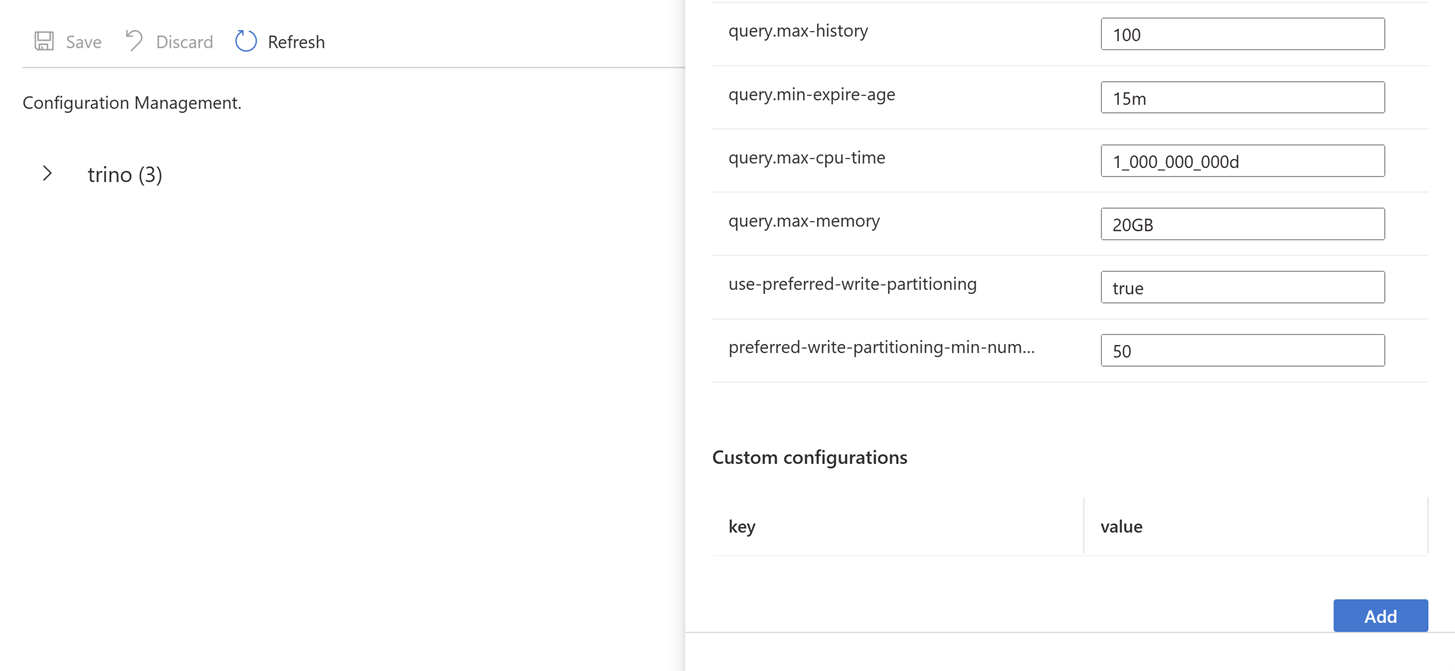 Save Discard Refresh
Configuration Management.
trino (3)
query.max-history 100
query.min-expire-age 15m
query.max-cpu-time 1_000_000_000d
query.max-memory 20GB
use-preferred-write-partitioning true
preferred-write-partitioning-min-num... 50
Custom configurations
key value
Add